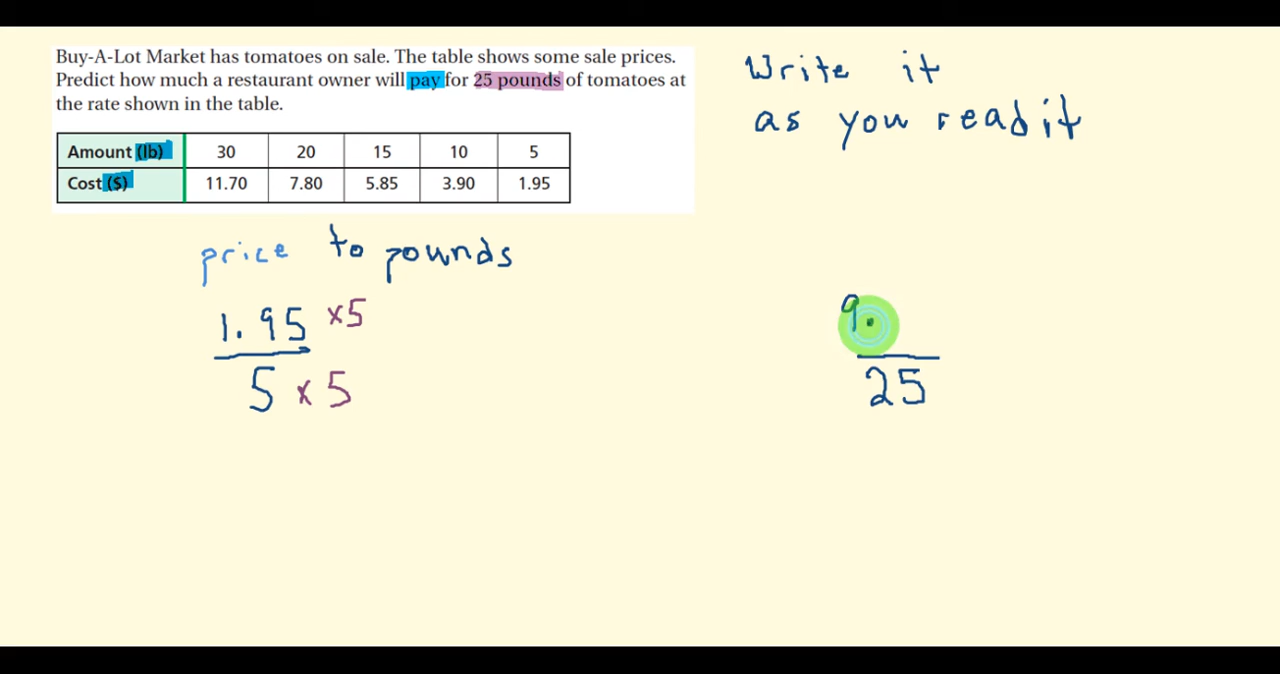 Buy-A-Lot Market has tomatoes on sale. The table shows some sale prices.
Predict how much a restaurant owner will pay for 25 pounds of tomatoes at
the rate shown in the table.
Amount (lb) 30 20 15 10 5
Cost ($) 11.70 7.80 5.85 3.90 1.95
Write it
as you read it
price to pounds
1.95 x5
5 x 5
9.
25